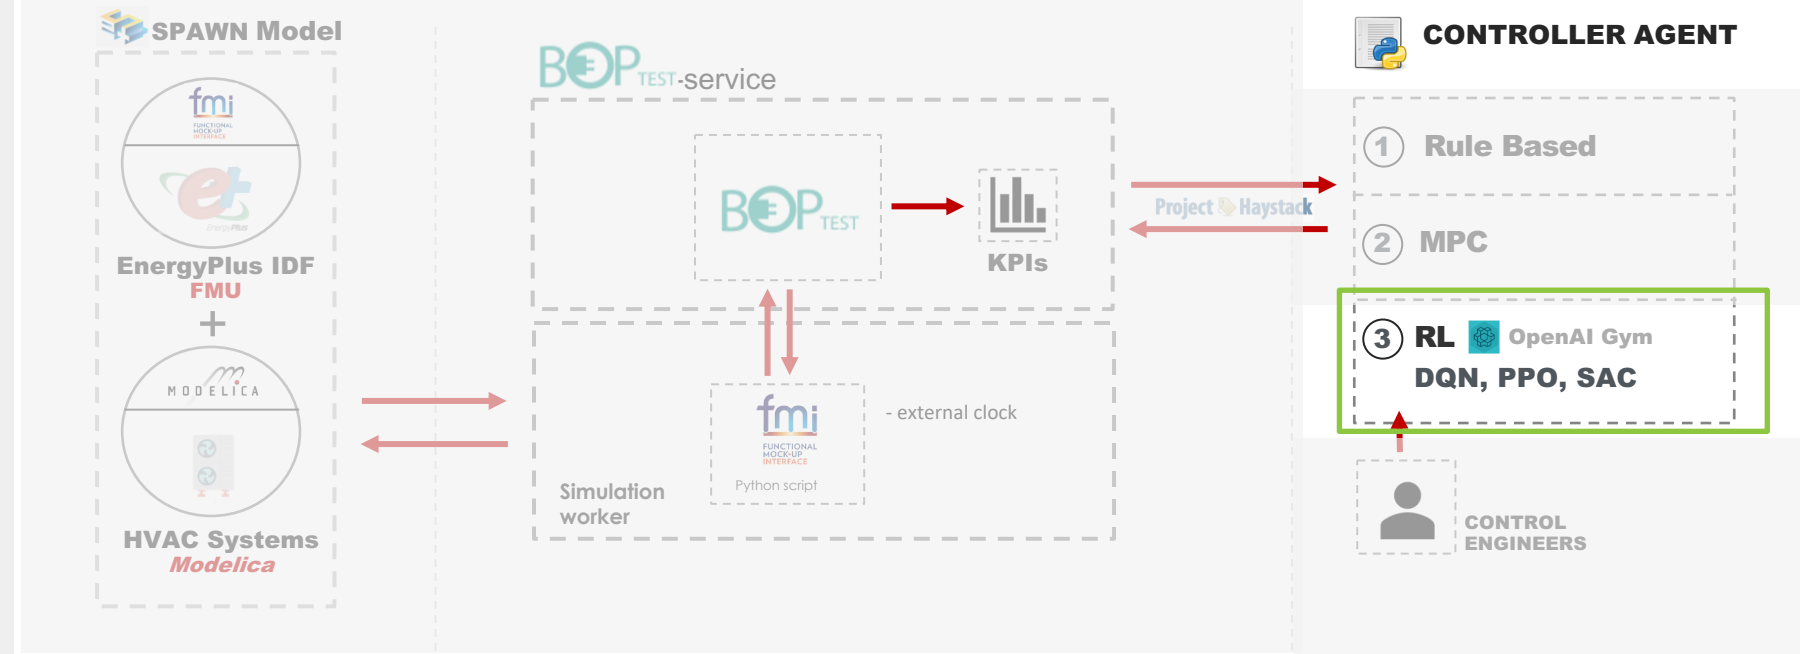 SPAWN Model
fmi
FUNCTIONAL
MOCK-UP
INTERFACE
et
EnergyPlus
EnergyPlus IDF
FMU
+
MODELICA
HVAC Systems
Modelica
BOPTEST-service
BOPTEST
KPIs
fmi
FUNCTIONAL
MOCK-UP
INTERFACE
Python script
- external clock
Simulation
worker
Project Haystack
CONTROLLER AGENT
1 Rule Based
2 MPC
3 RL OpenAI Gym
DQN, PPO, SAC
CONTROL
ENGINEERS